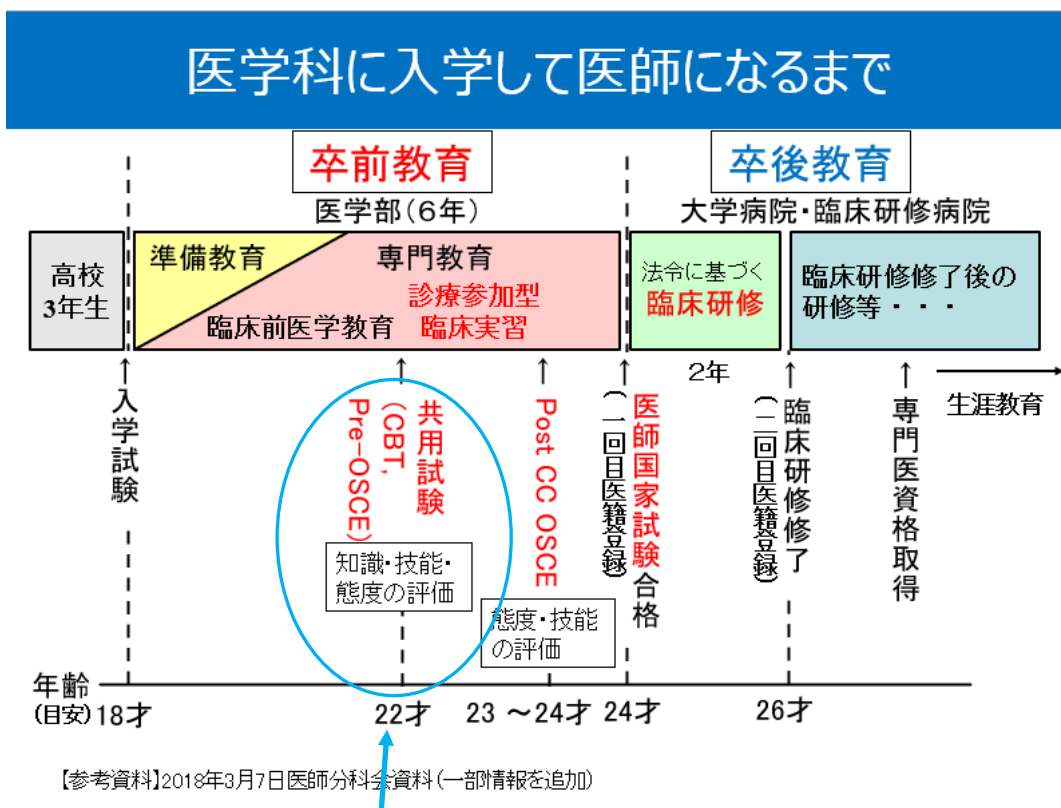 医学科に入学して医師になるまで
卒前教育
卒後教育
医学部(6年)
大学病院・臨床研修病院
高校
3年生
準備教育
専門教育
診療参加型
臨床前医学教育
臨床実習
法令に基づく
臨床研修
臨床研修修了後の
研修等・・・
2年
生涯教育
↑入学試験
↑共用試験
(CBT,
Pre-OSCE)
知識・技能・
態度の評価
↑Post CC OSCE
態度・技能
の評価
↑医師国家試験合格
(一回目医籍登録)
↑臨床研修修了
(二回目医籍登録)
↑専門医資格取得
年齢
(目安)
18才
22才
23 ~24才
24才
26才
【参考資料】2018年3月7日医師分科会資料(一部情報を追加)